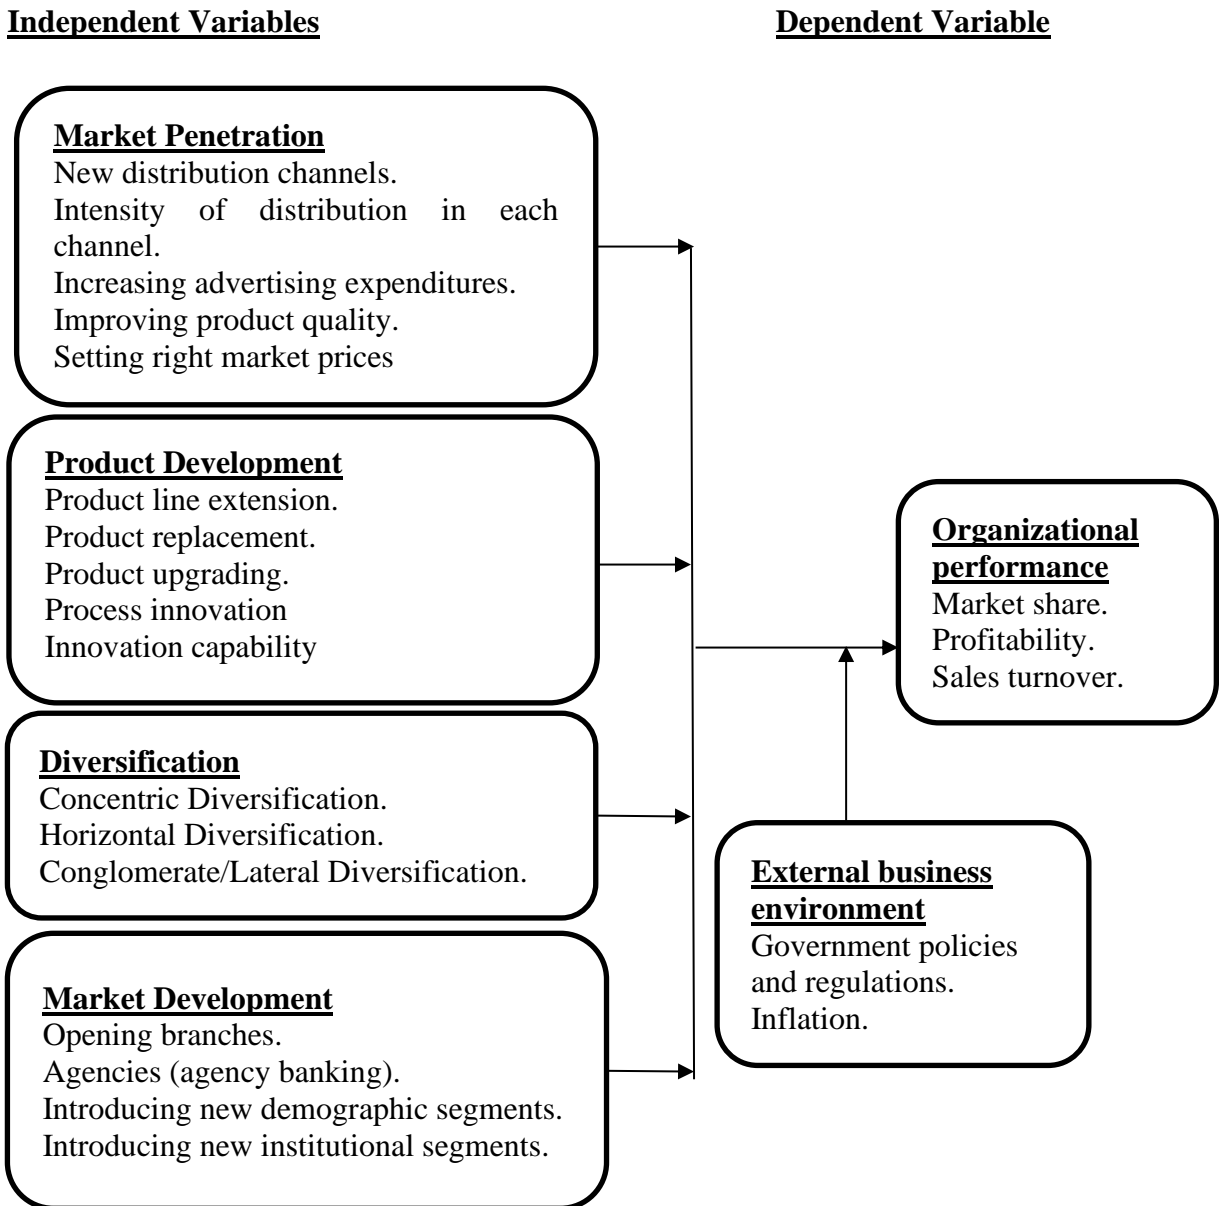 Independent Variables
Dependent Variable
Market Penetration
New distribution channels.
Intensity of distribution in each
channel.
Increasing advertising expenditures.
Improving product quality.
Setting right market prices
Product Development
Product line extension.
Product replacement.
Product upgrading.
Process innovation
Innovation capability
Diversification
Concentric Diversification.
Horizontal Diversification.
Conglomerate/Lateral Diversification.
Market Development
Opening branches.
Agencies (agency banking).
Introducing new demographic segments.
Introducing new institutional segments.
Organizational
performance
Market share.
Profitability.
Sales turnover.
External business
environment
Government policies
and regulations.
Inflation.